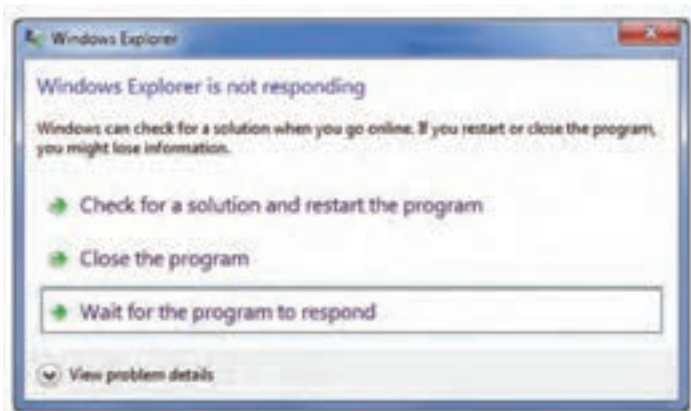 Windows Explorer
Windows Explorer is not responding
Windows can check for a solution when you go online. If you restart or close the program,
you might lose information.
Check for a solution and restart the program
Close the program
Wait for the program to respond
View problem details